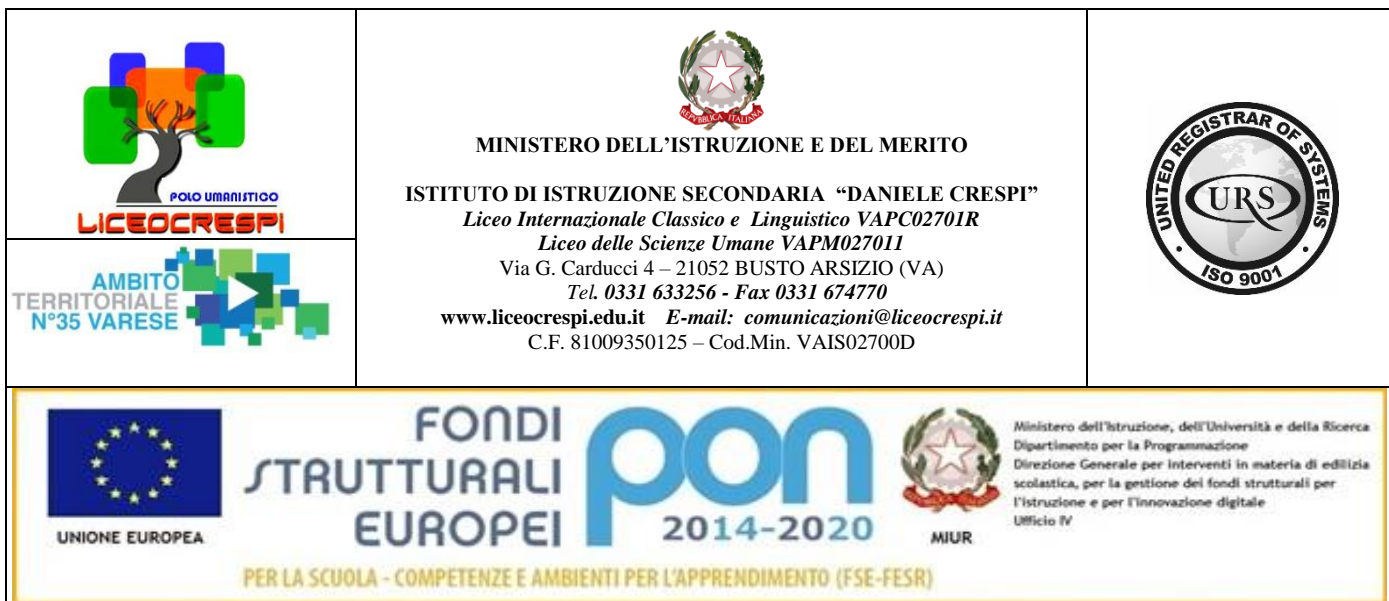 POLO UMANISTICO
LICEOCRESPI
AMBITO
TERRITORIALE
N°35 VARESE
REPVBBLICA ITALIANA
MINISTERO DELL’ISTRUZIONE E DEL MERITO
ISTITUTO DI ISTRUZIONE SECONDARIA “DANIELE CRESPI”
Liceo Internazionale Classico e Linguistico VAPC02701R
Liceo delle Scienze Umane VAPM027011
Via G. Carducci 4 – 21052 BUSTO ARSIZIO (VA)
Tel. 0331 633256 - Fax 0331 674770
www.liceocrespi.edu.it E-mail: comunicazioni@liceocrespi.it
C.F. 81009350125 – Cod.Min. VAIS02700D
UNITED REGISTRAR OF SYSTEMS
URS
ISO 9001
UNIONE EUROPEA
FONDI
STRUTTURALI
EUROPEI
pon
2014-2020
MIUR
Ministero dell'Istruzione, dell'Università e della Ricerca
Dipartimento per la Programmazione
Direzione Generale per interventi in materia di edilizia
scolastica, per la gestione dei fondi strutturali per
l'istruzione e per l'innovazione digitale
Ufficio IV
PER LA SCUOLA - COMPETENZE E AMBIENTI PER L'APPRENDIMENTO (FSE-FESR)